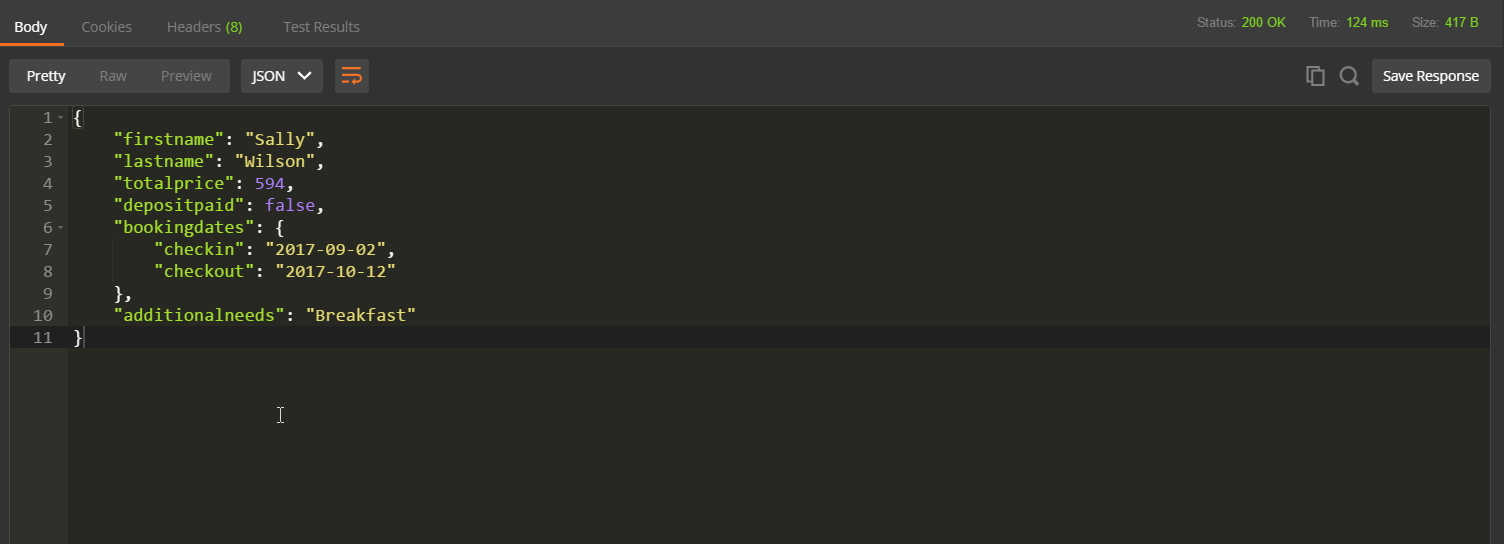 Body Cookies Headers (8) Test Results Status: 200 OK Time: 124 ms Size: 417 B
Pretty Raw Preview JSON Save Response
1 {
2 "firstname": "Sally",
3 "lastname": "Wilson",
4 "totalprice": 594,
5 "depositpaid": false,
6 "bookingdates": {
7 "checkin": "2017-09-02",
8 "checkout": "2017-10-12"
9 },
10 "additionalneeds": "Breakfast"
11 }